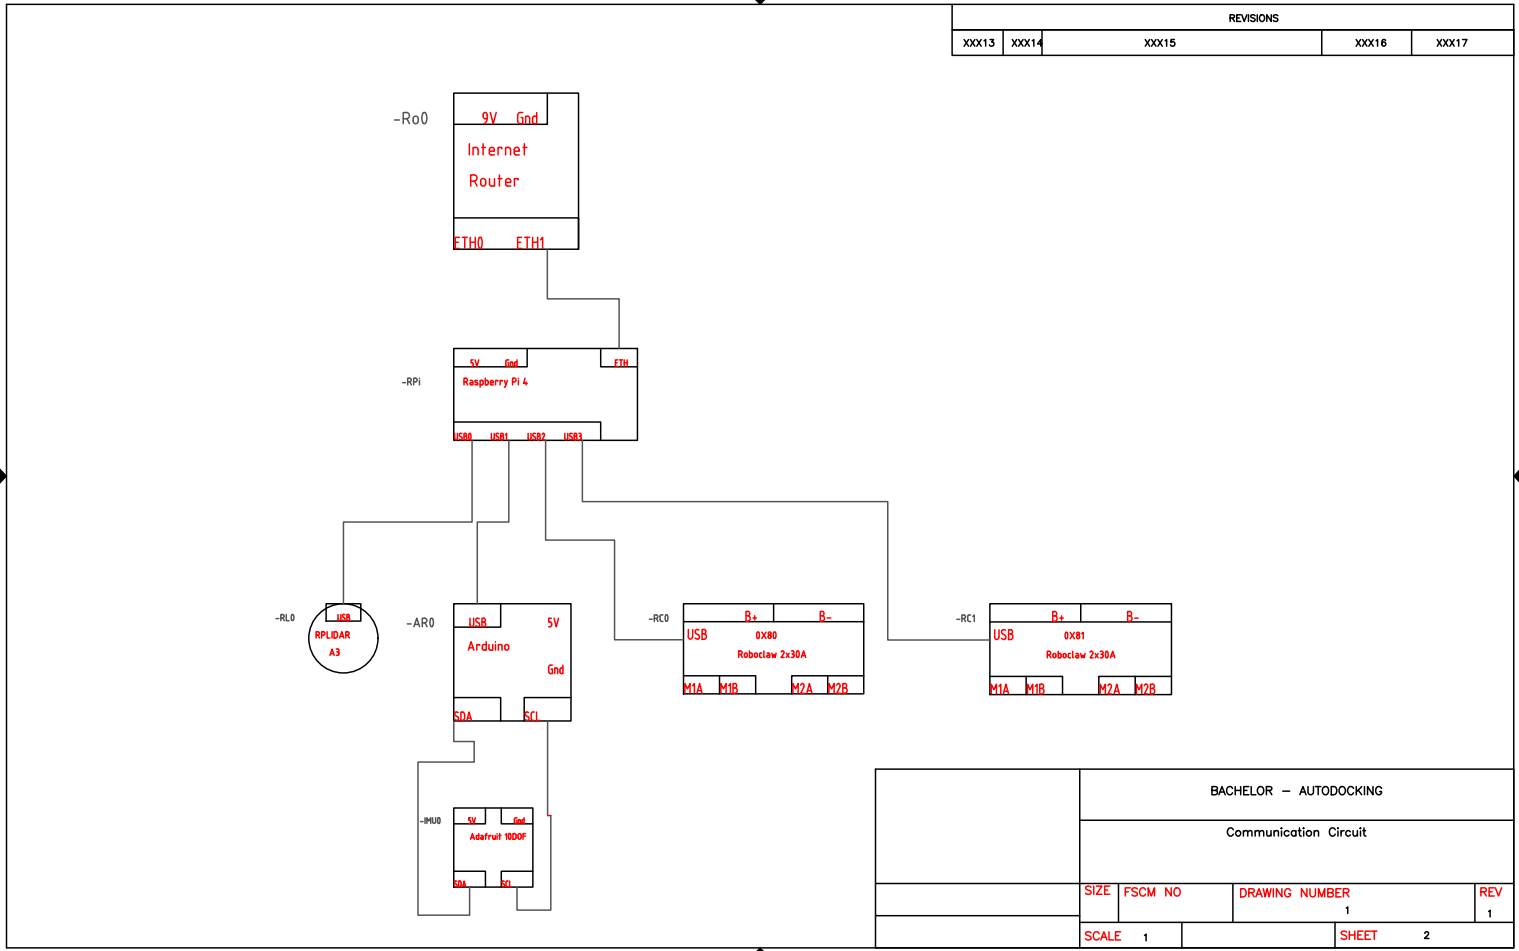 REVISIONS
XXX13 XXX14 XXX15 XXX16 XXX17
-Ro0
9V Gnd
Internet
Router
ETH0 ETH1
-RPi
5V Gnd ETH
Raspberry Pi 4
USB0 USB1 USB2 USB3
-RL0
USB
RPLIDAR
A3
-AR0
USB 5V
Arduino
Gnd
SDA SCL
-RC0
B+ B-
USB 0X80
Roboclaw 2x30A
M1A M1B M2A M2B
-RC1
B+ B-
USB 0X81
Roboclaw 2x30A
M1A M1B M2A M2B
-IMU0
5V Gnd
Adafruit 10DOF
SDA SCL
BACHELOR - AUTODOCKING
Communication Circuit
SIZE FSCM NO DRAWING NUMBER REV
1 1
SCALE 1 SHEET 2